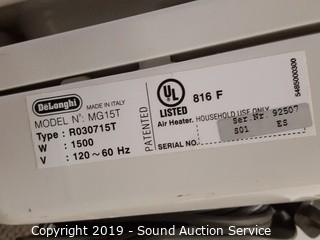 DeLonghi
MADE IN ITALY
MODEL N°: MG15T
Type : R030715T
W : 1500
V : 120~60 Hz
PATENTED
UL
LISTED
816 F
Air Heater. HOUSEHOLD USE ONLY
SERIAL NO.
Ser.Nr. 92507
S01 ES
5485000300
Copyright 2019 - Sound Auction Service